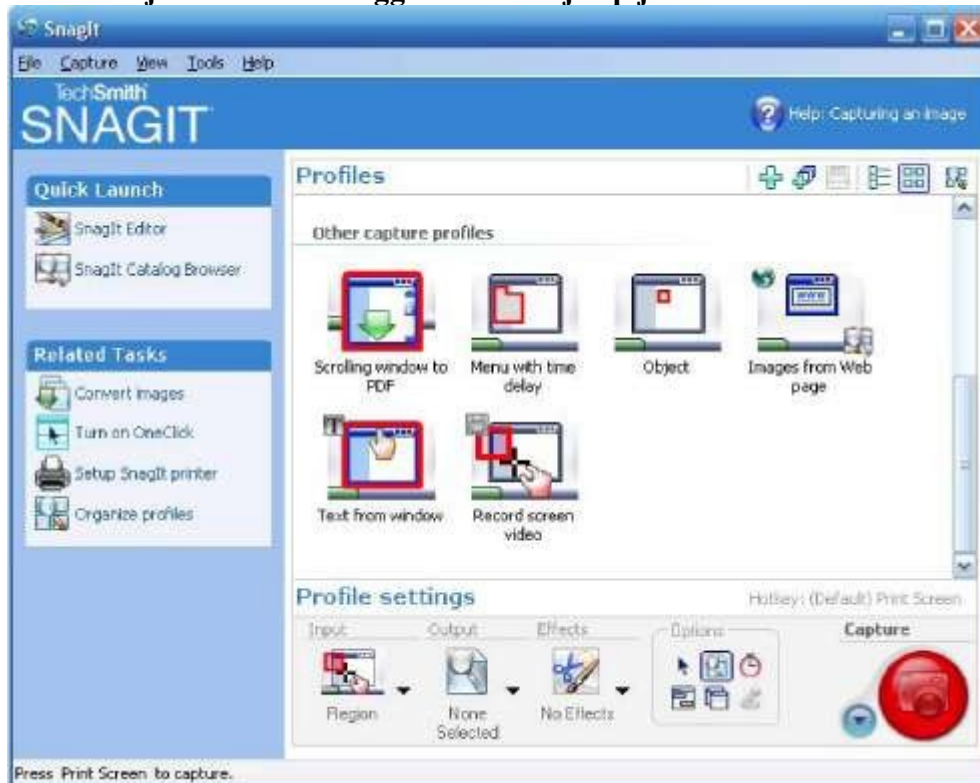 SnagIt
File Capture View Tools Help
TechSmith
SNAGIT
Help: Capturing an image
Quick Launch
SnagIt Editor
SnagIt Catalog Browser
Related Tasks
Convert images
Turn on OneClick
Setup SnagIt printer
Organize profiles
Profiles
Other capture profiles
Scrolling window to
PDF
Menu with time
delay
Object
Images from Web
page
www
Text from window
Record screen
video
Profile settings
Hotkey: (Default) Print Screen
Input
Output
Effects
Options
Capture
Region
None
Selected
No Effects
Press Print Screen to capture.